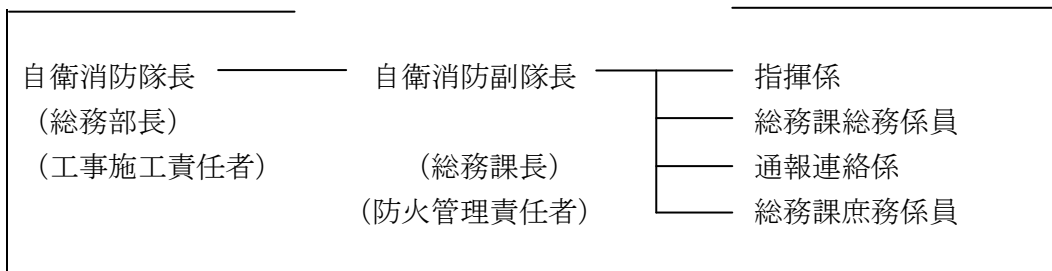 自衛消防隊長 自衛消防副隊長 指揮係
（総務部長） 総務課総務係員
（工事施工責任者） （総務課長） 通報連絡係
（防火管理責任者） 総務課庶務係員